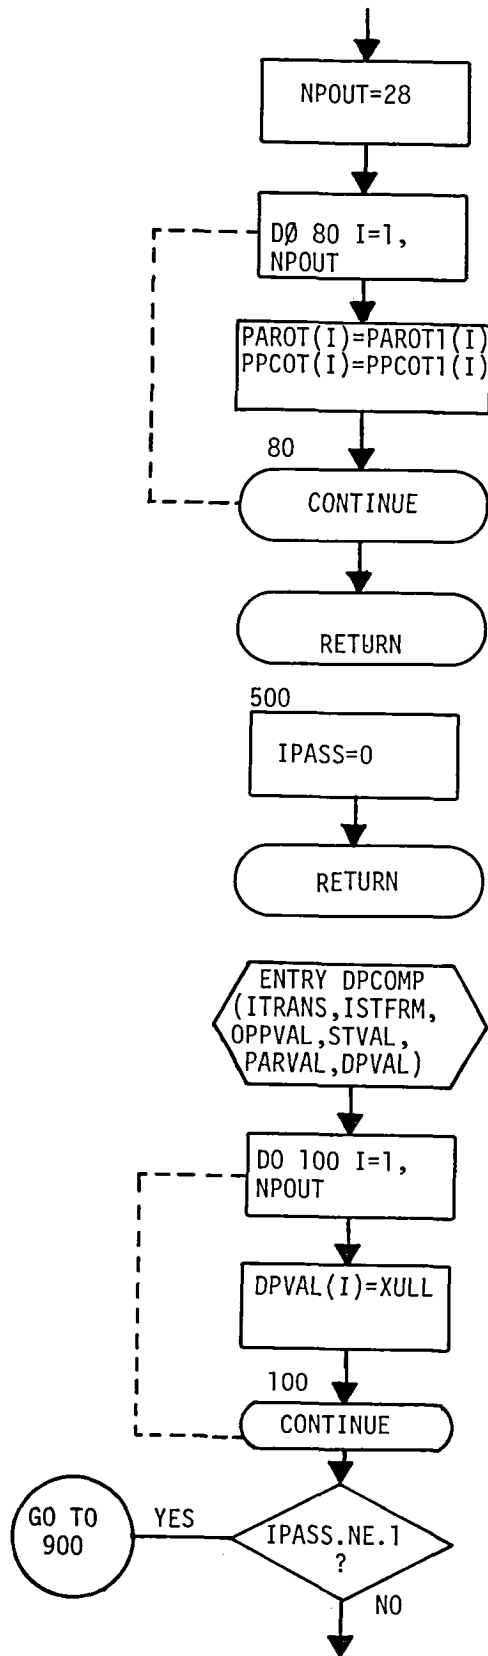 NPOUT=28
DØ 80 I=1,
NPOUT
PAROT(I)=PAROT1(I)
PPCOT(I)=PPCOT1(I)
80
CONTINUE
RETURN
500
IPASS=0
RETURN
ENTRY DPCOMP
(ITRANS,ISTFRM,
OPPVAL,STVAL,
PARVAL,DPVAL)
DO 100 I=1,
NPOUT
DPVAL(I)=XULL
100
CONTINUE
GO TO
900
YES
IPASS.NE.1
?
NO